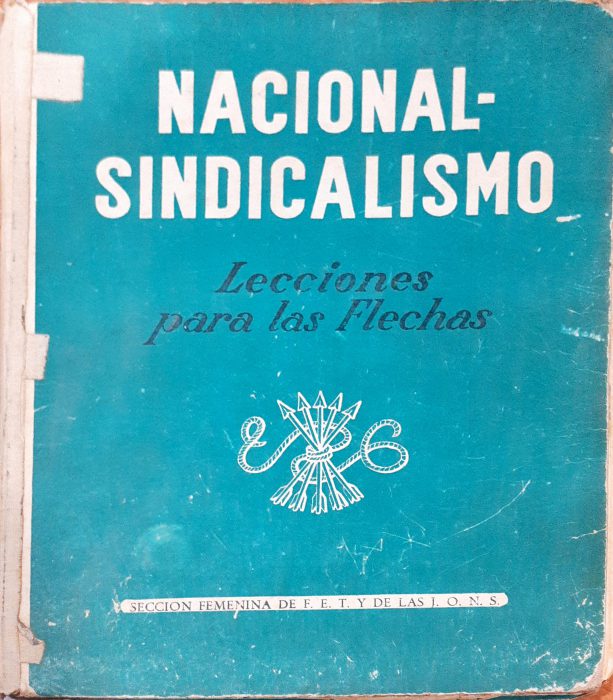 NACIONAL-
SINDICALISMO
Lecciones
para las Flechas
SECCION FEMENINA DE F. E. T. Y DE LAS J. O. N. S.